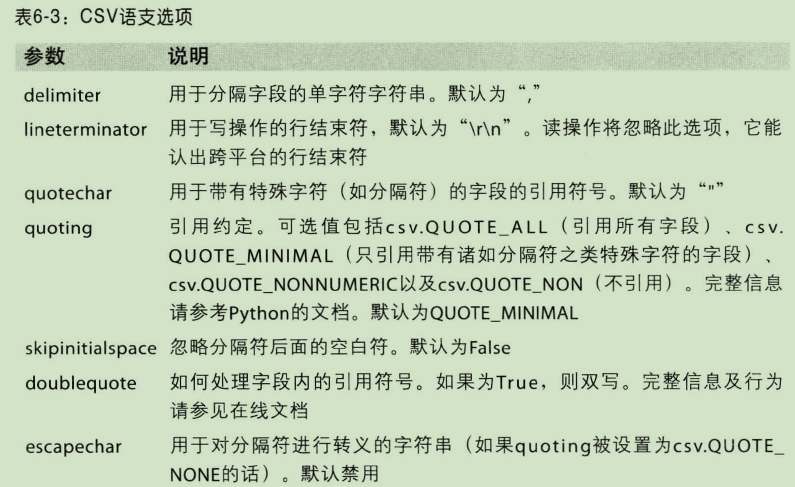 表6-3：CSV语支选项
参数 说明
delimiter 用于分隔字段的单字符字符串。默认为“,”
lineterminator 用于写操作的行结束符，默认为“\r\n”。读操作将忽略此选项，它能
认出跨平台的行结束符
quotechar 用于带有特殊字符（如分隔符）的字段的引用符号。默认为“"”
quoting 引用约定。可选值包括csv.QUOTE_ALL（引用所有字段）、csv.
QUOTE_MINIMAL（只引用带有诸如分隔符之类特殊字符的字段）、
csv.QUOTE_NONNUMERIC以及csv.QUOTE_NON（不引用）。完整信息
请参考Python的文档。默认为QUOTE_MINIMAL
skipinitialspace 忽略分隔符后面的空白符。默认为False
doublequote 如何处理字段内的引用符号。如果为True，则双写。完整信息及行为
请参见在线文档
escapechar 用于对分隔符进行转义的字符串（如果quoting被设置为csv.QUOTE_
NONE的话）。默认禁用